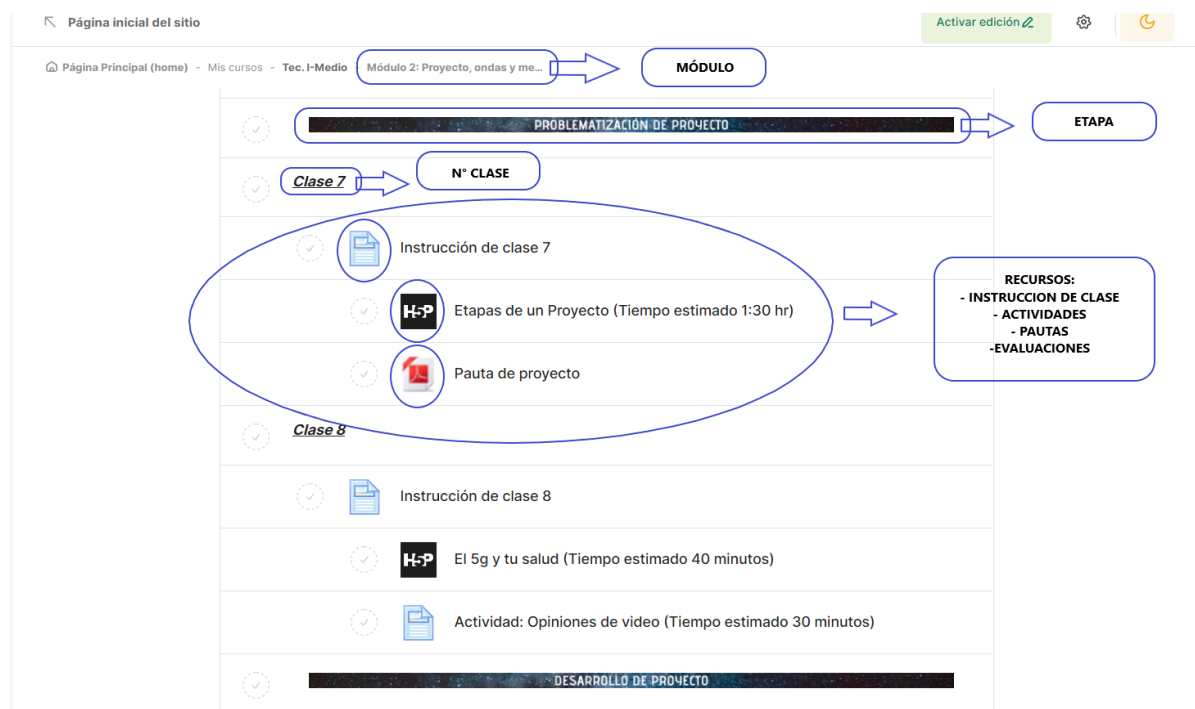 Página inicial del sitio
Activar edición
Página Principal (home) - Mis cursos - Tec. I-Medio - Módulo 2: Proyecto, ondas y me...
MÓDULO
PROBLEMATIZACIÓN DE PROYECTO
ETAPA
Clase 7
N° CLASE
Instrucción de clase 7
H5P
Etapas de un Proyecto (Tiempo estimado 1:30 hr)
Pauta de proyecto
RECURSOS:
- INSTRUCCION DE CLASE
- ACTIVIDADES
- PAUTAS
-EVALUACIONES
Clase 8
Instrucción de clase 8
H5P
El 5g y tu salud (Tiempo estimado 40 minutos)
Actividad: Opiniones de video (Tiempo estimado 30 minutos)
DESARROLLO DE PROYECTO